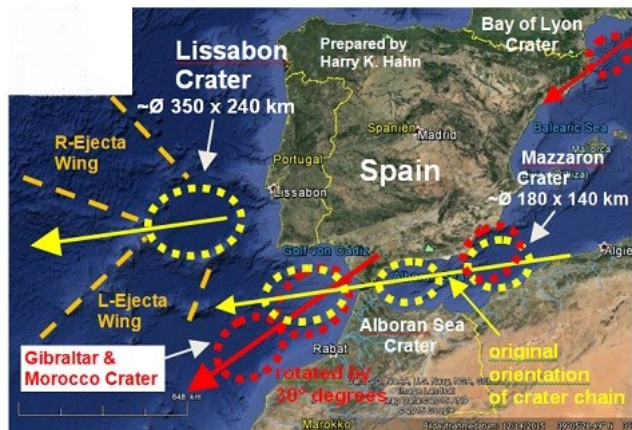 Bay of Lyon
Crater
Prepared by
Harry K. Hahn
Lissabon
Crater
~Ø 350 x 240 km
R-Ejecta
Wing
Spanien
Madrid
Balearic Sea
Mallorca
Portugal
Spain
Mazzaron
Crater
~Ø 180 x 140 km
Lissabon
Golf von Cádiz
Algie
L-Ejecta
Wing
Alboran Sea
Crater
Gibraltar &
Morocco Crater
Rabat
rotated by
30° degrees
original
orientation
of crater chain
648 km
Marokko